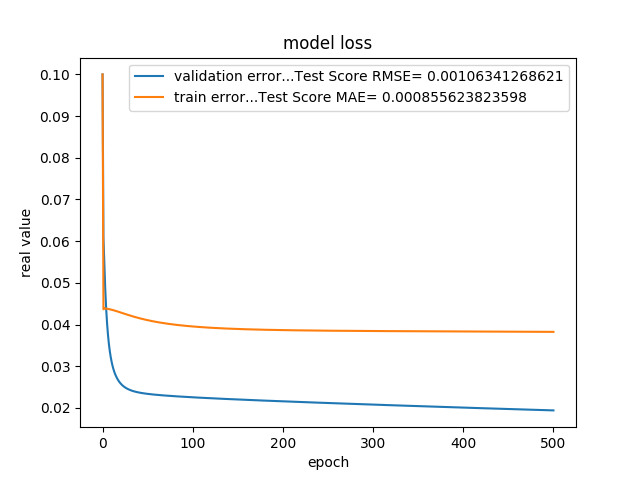 model loss
validation error...Test Score RMSE= 0.00106341268621
train error...Test Score MAE= 0.000855623823598
0.10
0.09
0.08
0.07
0.06
0.05
0.04
0.03
0.02
real value
0 100 200 300 400 500
epoch